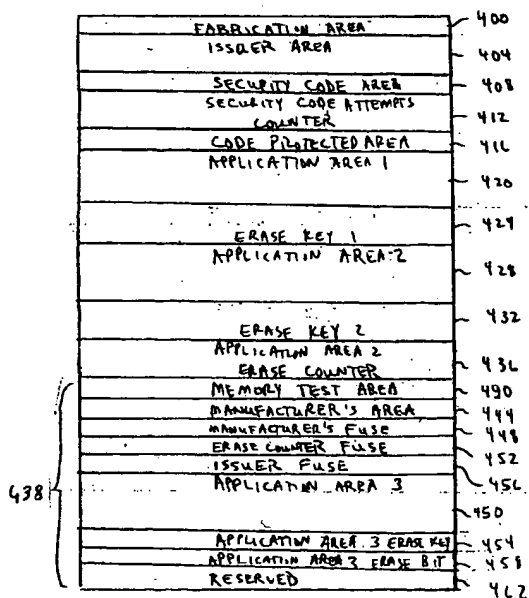 FABRICATION AREA 400
ISSUER AREA 404
SECURITY CODE AREA 408
SECURITY CODE ATTEMPTS
COUNTER 412
CODE PROTECTED AREA 416
APPLICATION AREA 1
420
424
ERASE KEY 1
APPLICATION AREA 2
428
432
ERASE KEY 2
APPLICATION AREA 2
ERASE COUNTER 436
MEMORY TEST AREA 440
MANUFACTURER'S AREA 444
MANUFACTURER'S FUSE 448
ERASE COUNTER FUSE 452
ISSUER FUSE 456
APPLICATION AREA 3
438
450
APPLICATION AREA 3 ERASE KEY 454
APPLICATION AREA 3 ERASE BIT 458
RESERVED 462